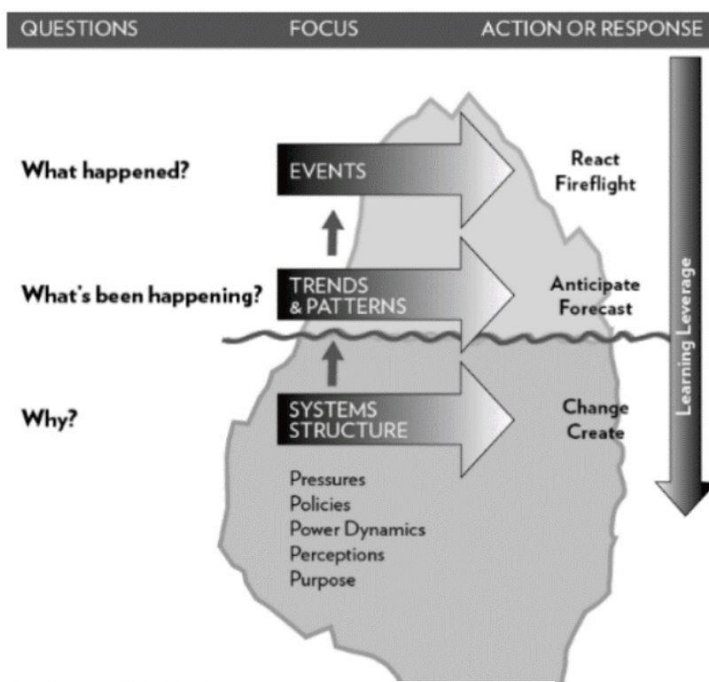 QUESTIONS FOCUS ACTION OR RESPONSE
What happened?
EVENTS
React
Fireflight
What's been happening?
TRENDS
& PATTERNS
Anticipate
Forecast
Why?
SYSTEMS
STRUCTURE
Change
Create
Pressures
Policies
Power Dynamics
Perceptions
Purpose
Learning Leverage